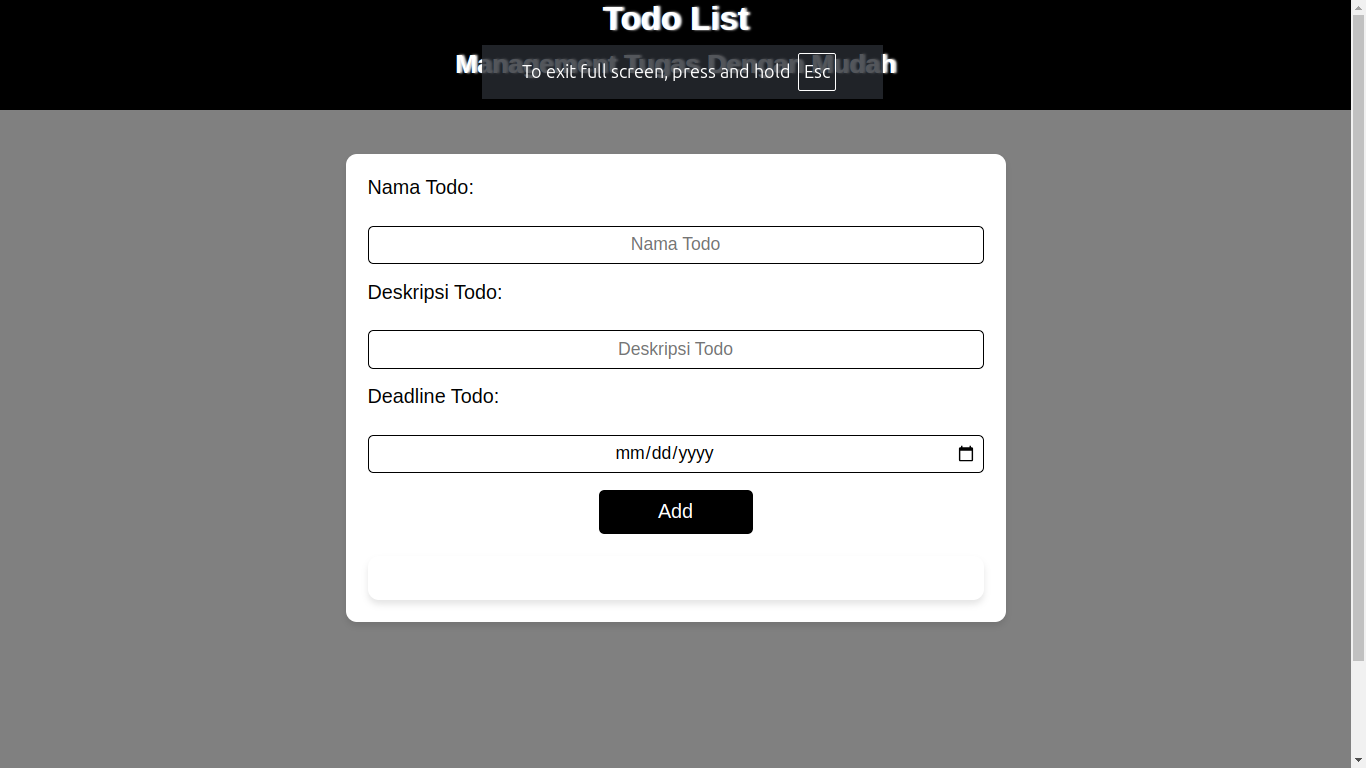 Todo List
Management Tugas Dengan Mudah
To exit full screen, press and hold Esc
Nama Todo:
Nama Todo
Deskripsi Todo:
Deskripsi Todo
Deadline Todo:
mm/dd/yyyy
Add